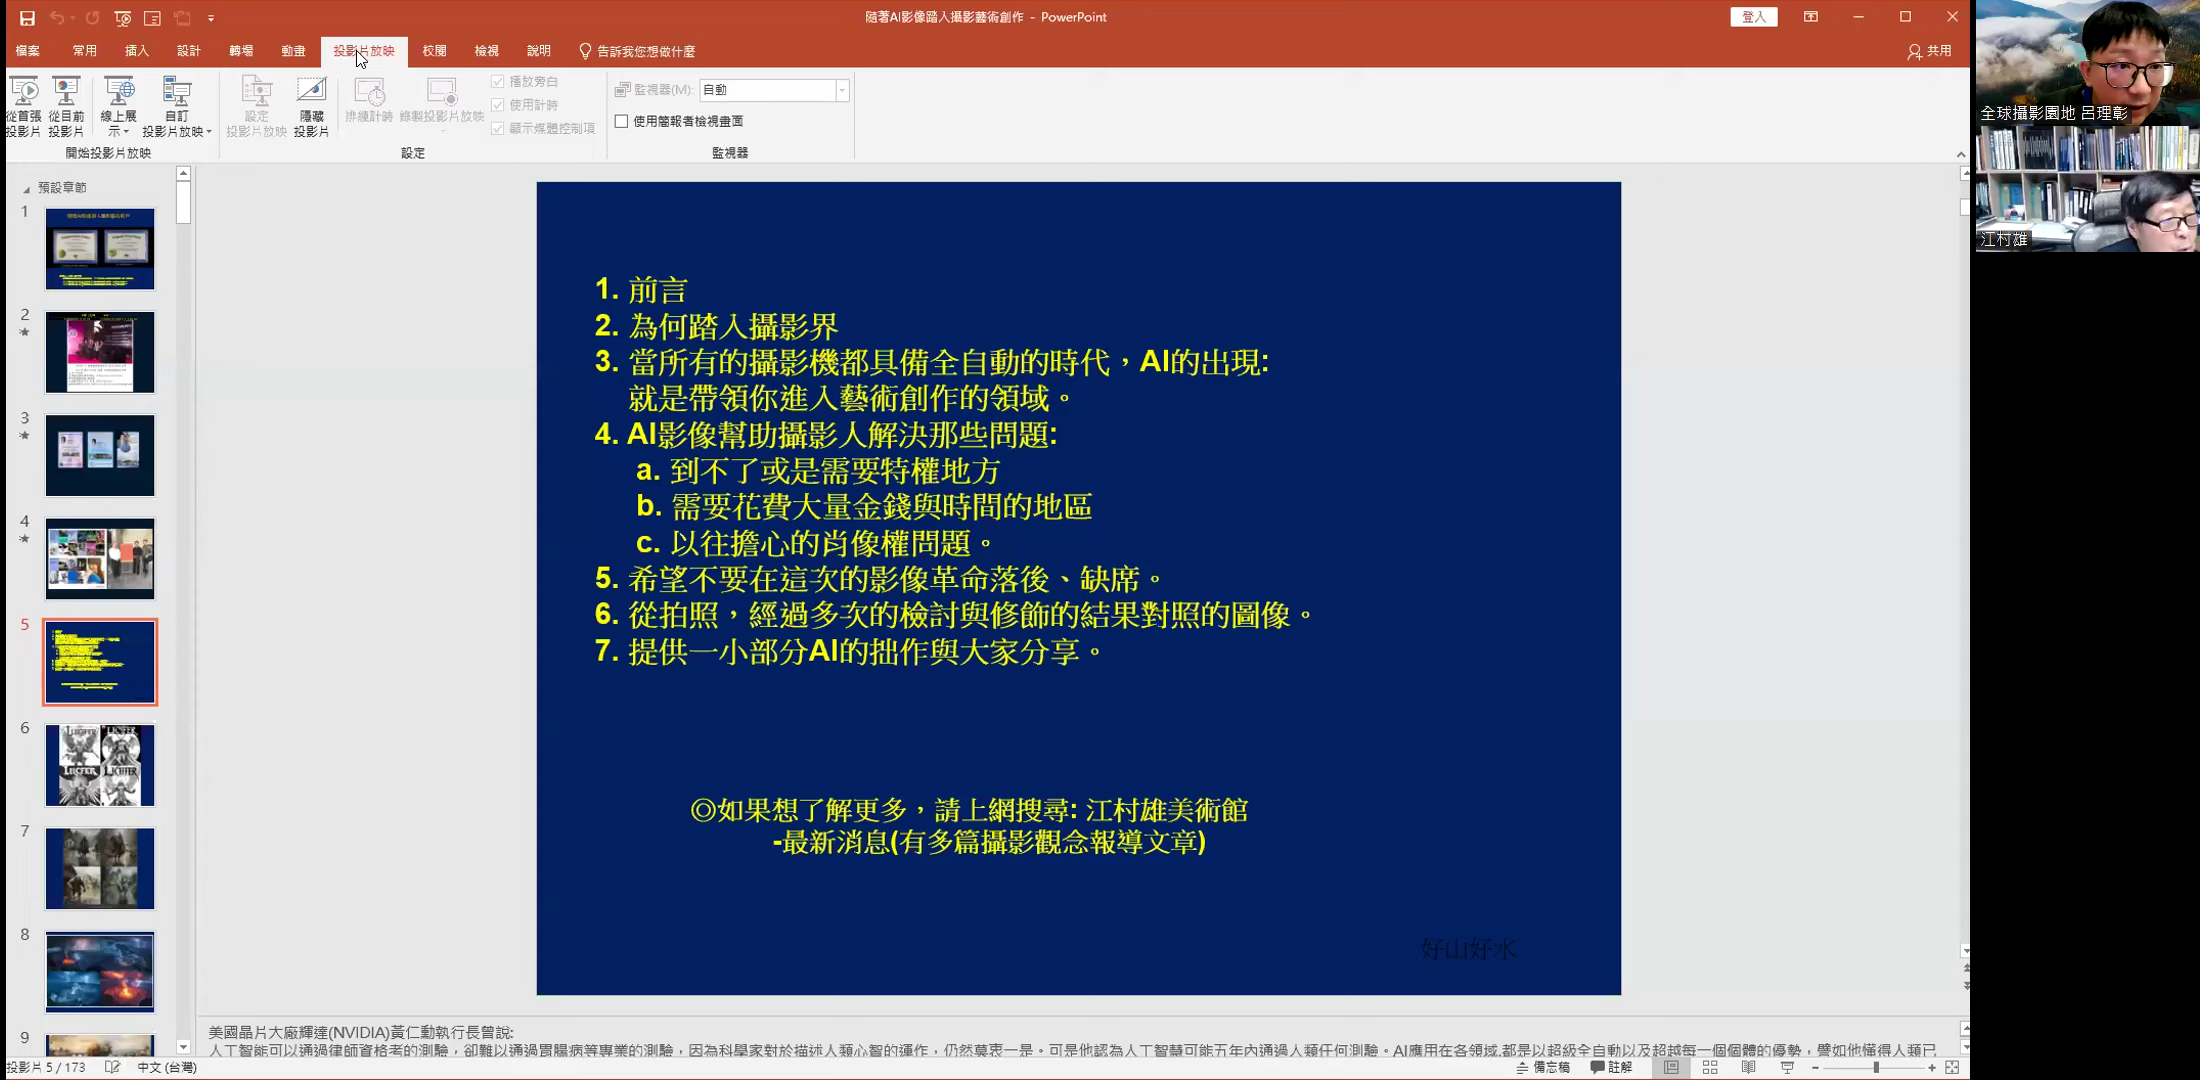 隨著AI影像踏入攝影藝術創作 - PowerPoint
登入
檔案 常用 插入 設計 轉場 動畫 投影片放映 校閱 檢視 說明 告訴我您想做什麼
共用
從首張投影片
從目前投影片
線上展示
自訂投影片放映
設定投影片放映
隱藏投影片
排練計時
錄製投影片放映
播放旁白
使用計時
顯示媒體控制項
監視器(M): 自動
使用簡報者檢視畫面
開始投影片放映
設定
監視器
預設章節
1
2
3
4
5
6
7
8
9
1. 前言
2. 為何踏入攝影界
3. 當所有的攝影機都具備全自動的時代，AI的出現:
就是帶領你進入藝術創作的領域。
4. AI影像幫助攝影人解決那些問題:
a. 到不了或是需要特權地方
b. 需要花費大量金錢與時間的地區
c. 以往擔心的肖像權問題。
5. 希望不要在這次的影像革命落後、缺席。
6. 從拍照，經過多次的檢討與修飾的結果對照的圖像。
7. 提供一小部分AI的拙作與大家分享。
◎如果想了解更多，請上網搜尋: 江村雄美術館
-最新消息(有多篇攝影觀念報導文章)
好山好水
美國晶片大廠輝達(NVIDIA)黃仁勳執行長曾說:
人工智能可以通過律師資格考的測驗，卻難以通過胃腸病等專業的測驗，因為科學家對於描述人類心智的運作，仍然莫衷一是。可是他認為人工智慧可能五年內通過人類任何測驗。AI應用在各領域,都是以超級全自動以及超越每一個個體的優勢，譬如他懂得人類已
投影片 5 / 173
中文 (台灣)
備忘稿
註解
全球攝影園地 呂理彰
江村雄